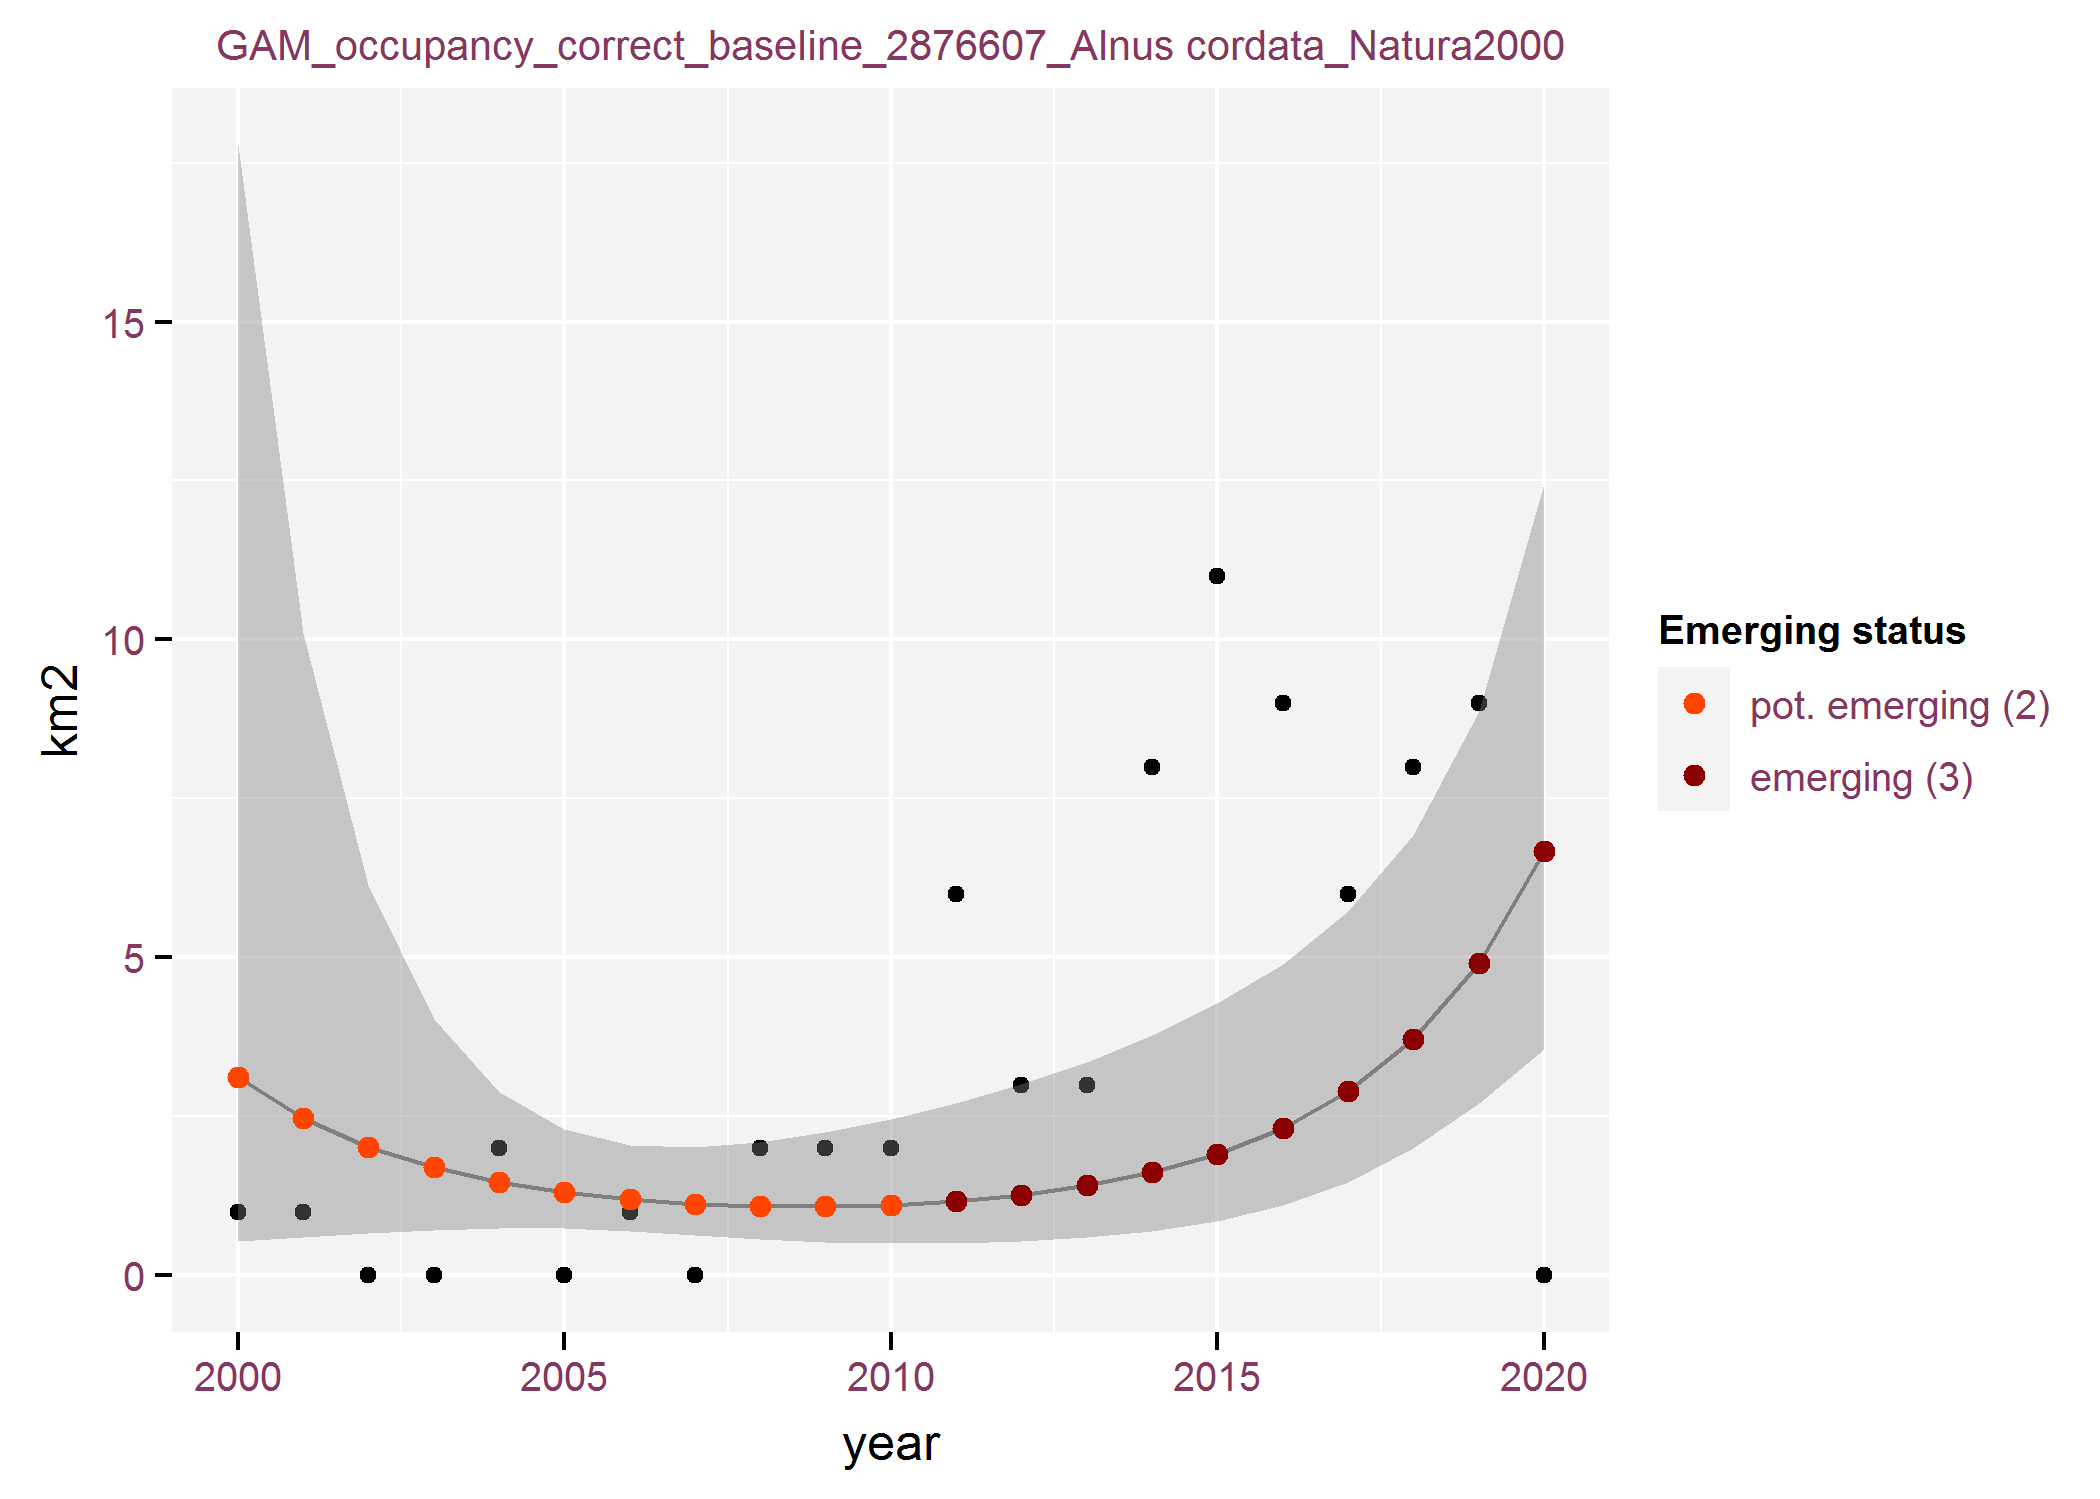 GAM_occupancy_correct_baseline_2876607_Alnus cordata_Natura2000
15
10
5
0
km2
2000 2005 2010 2015 2020
year
Emerging status
pot. emerging (2)
emerging (3)